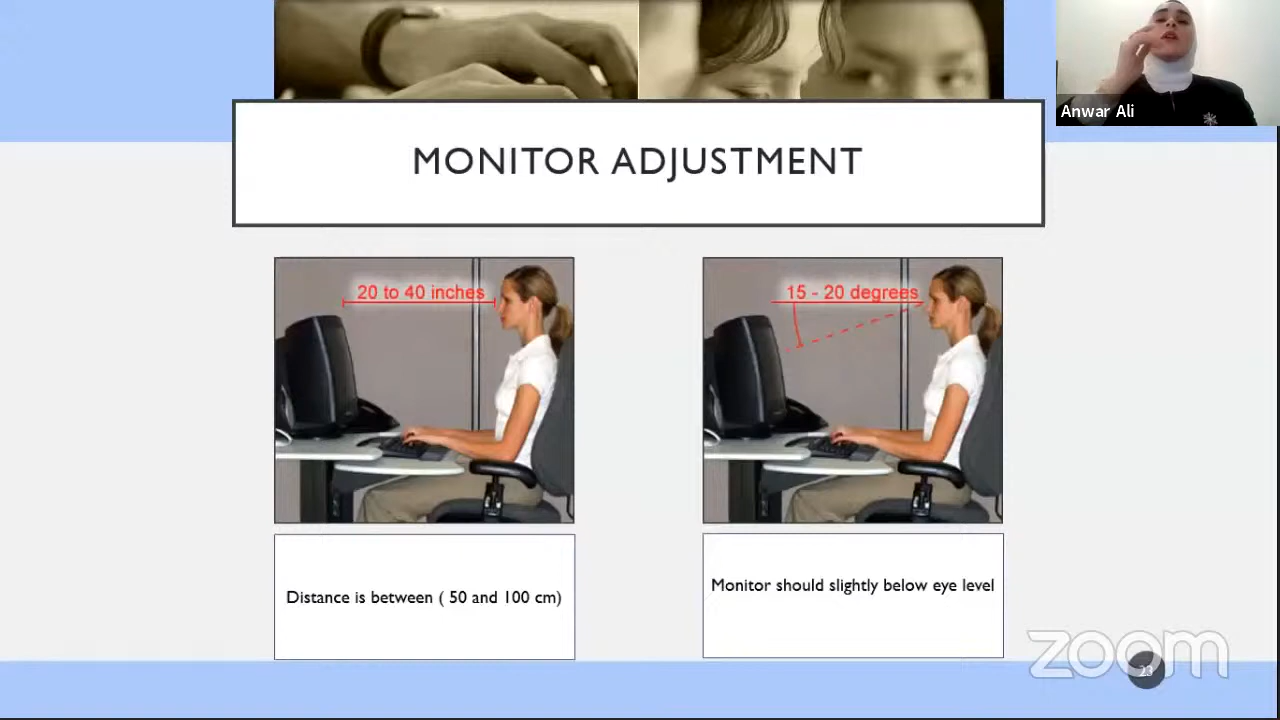 Anwar Ali
MONITOR ADJUSTMENT
20 to 40 inches
15 - 20 degrees
Distance is between ( 50 and 100 cm)
Monitor should slightly below eye level
zoom
23